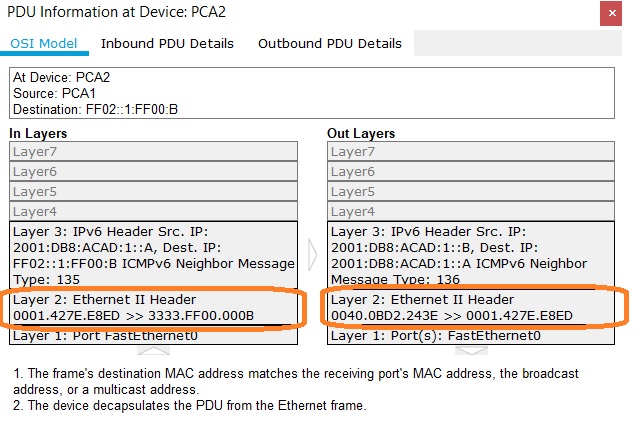 PDU Information at Device: PCA2
OSI Model Inbound PDU Details Outbound PDU Details
At Device: PCA2
Source: PCA1
Destination: FF02::1:FF00:B
In Layers
Layer7
Layer6
Layer5
Layer4
Layer 3: IPv6 Header Src. IP:
2001:DB8:ACAD:1::A, Dest. IP:
FF02::1:FF00:B ICMPv6 Neighbor Message
Type: 135
Layer 2: Ethernet II Header
0001.427E.E8ED >> 3333.FF00.000B
Layer 1: Port FastEthernet0
Out Layers
Layer7
Layer6
Layer5
Layer4
Layer 3: IPv6 Header Src. IP:
2001:DB8:ACAD:1::B, Dest. IP:
2001:DB8:ACAD:1::A ICMPv6 Neighbor
Message Type: 136
Layer 2: Ethernet II Header
0040.0BD2.243E >> 0001.427E.E8ED
Layer 1: Port(s): FastEthernet0
1. The frame's destination MAC address matches the receiving port's MAC address, the broadcast
address, or a multicast address.
2. The device decapsulates the PDU from the Ethernet frame.